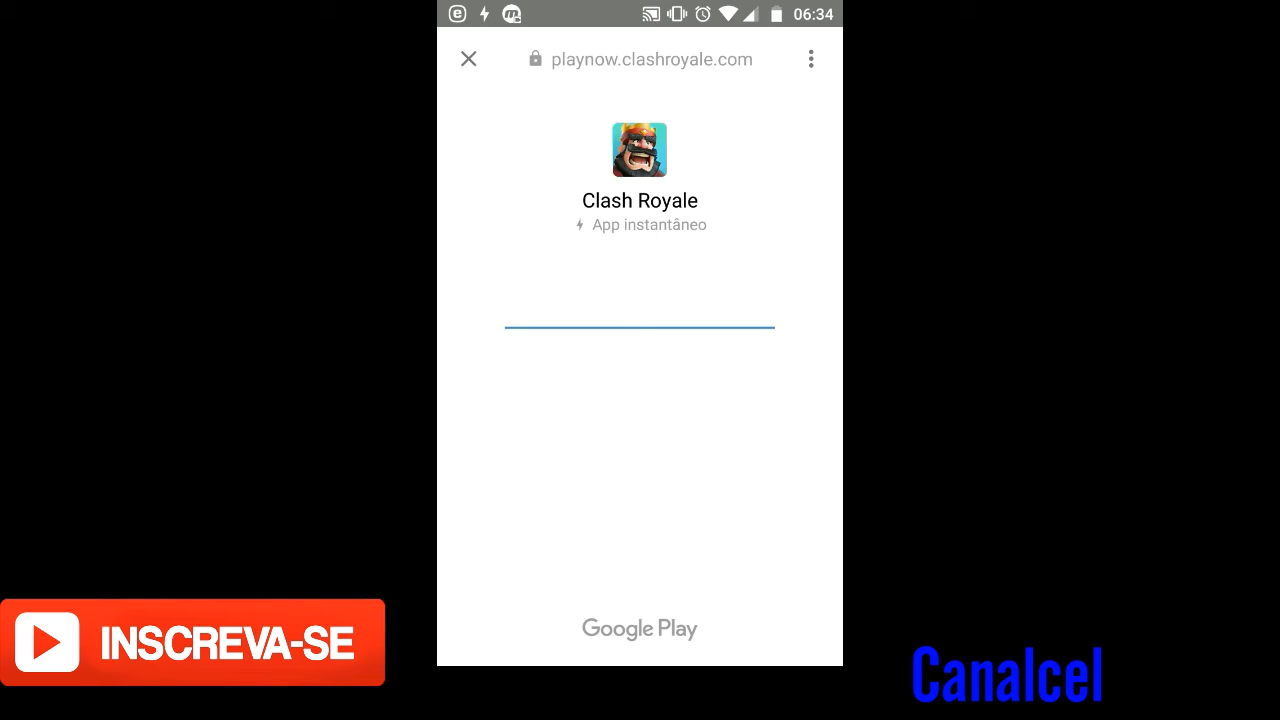 06:34
playnow.clashroyale.com
Clash Royale
App instantâneo
Google Play
INSCREVA-SE
Canalcel